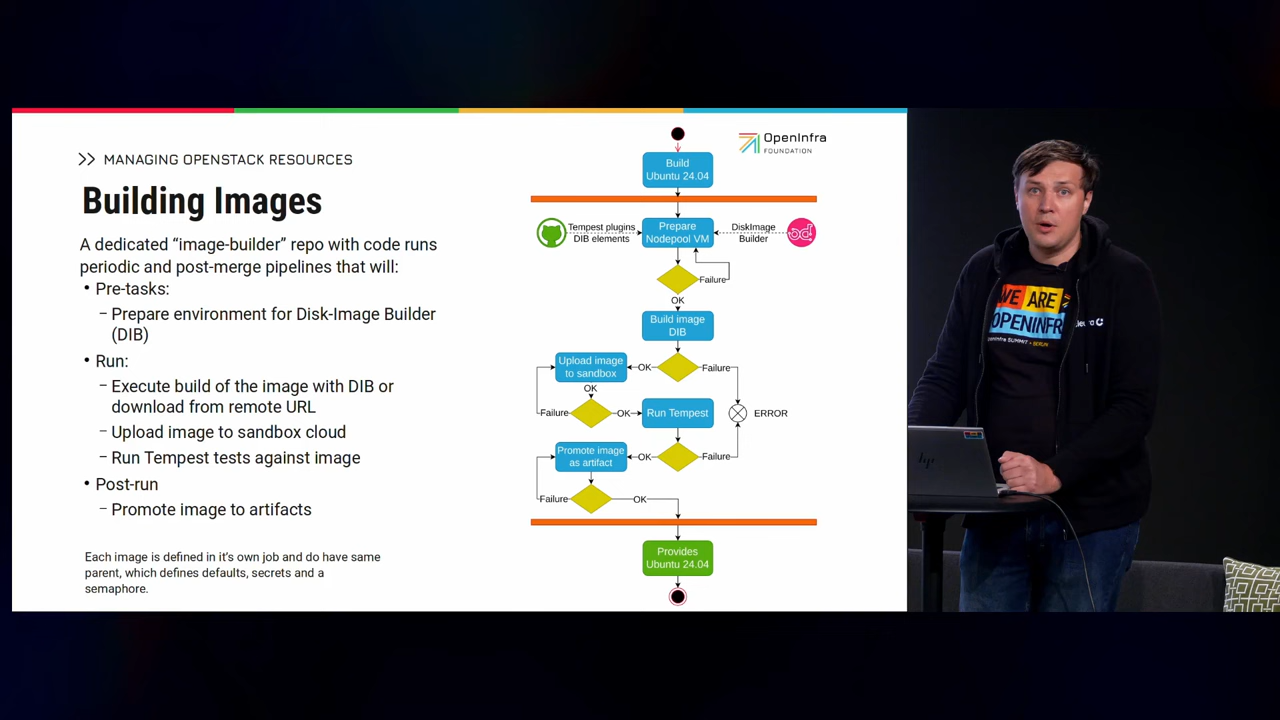 >> MANAGING OPENSTACK RESOURCES
Building Images
A dedicated “image-builder” repo with code runs
periodic and post-merge pipelines that will:
• Pre-tasks:
– Prepare environment for Disk-Image Builder
(DIB)
• Run:
– Execute build of the image with DIB or
download from remote URL
– Upload image to sandbox cloud
– Run Tempest tests against image
• Post-run
– Promote image to artifacts
Each image is defined in it’s own job and do have same
parent, which defines defaults, secrets and a
semaphore.
OpenInfra
FOUNDATION
Build
Ubuntu 24.04
Tempest plugins
DIB elements
Prepare
Nodepool VM
DiskImage
Builder
Failure
OK
Build image
DIB
Upload image
to sandbox
OK
Failure
OK
Failure
OK
Run Tempest
ERROR
Promote image
as artifact
OK
Failure
Failure
OK
Provides
Ubuntu 24.04
WE ARE
OPENINFRA
SUMMIT • BERLIN
hp